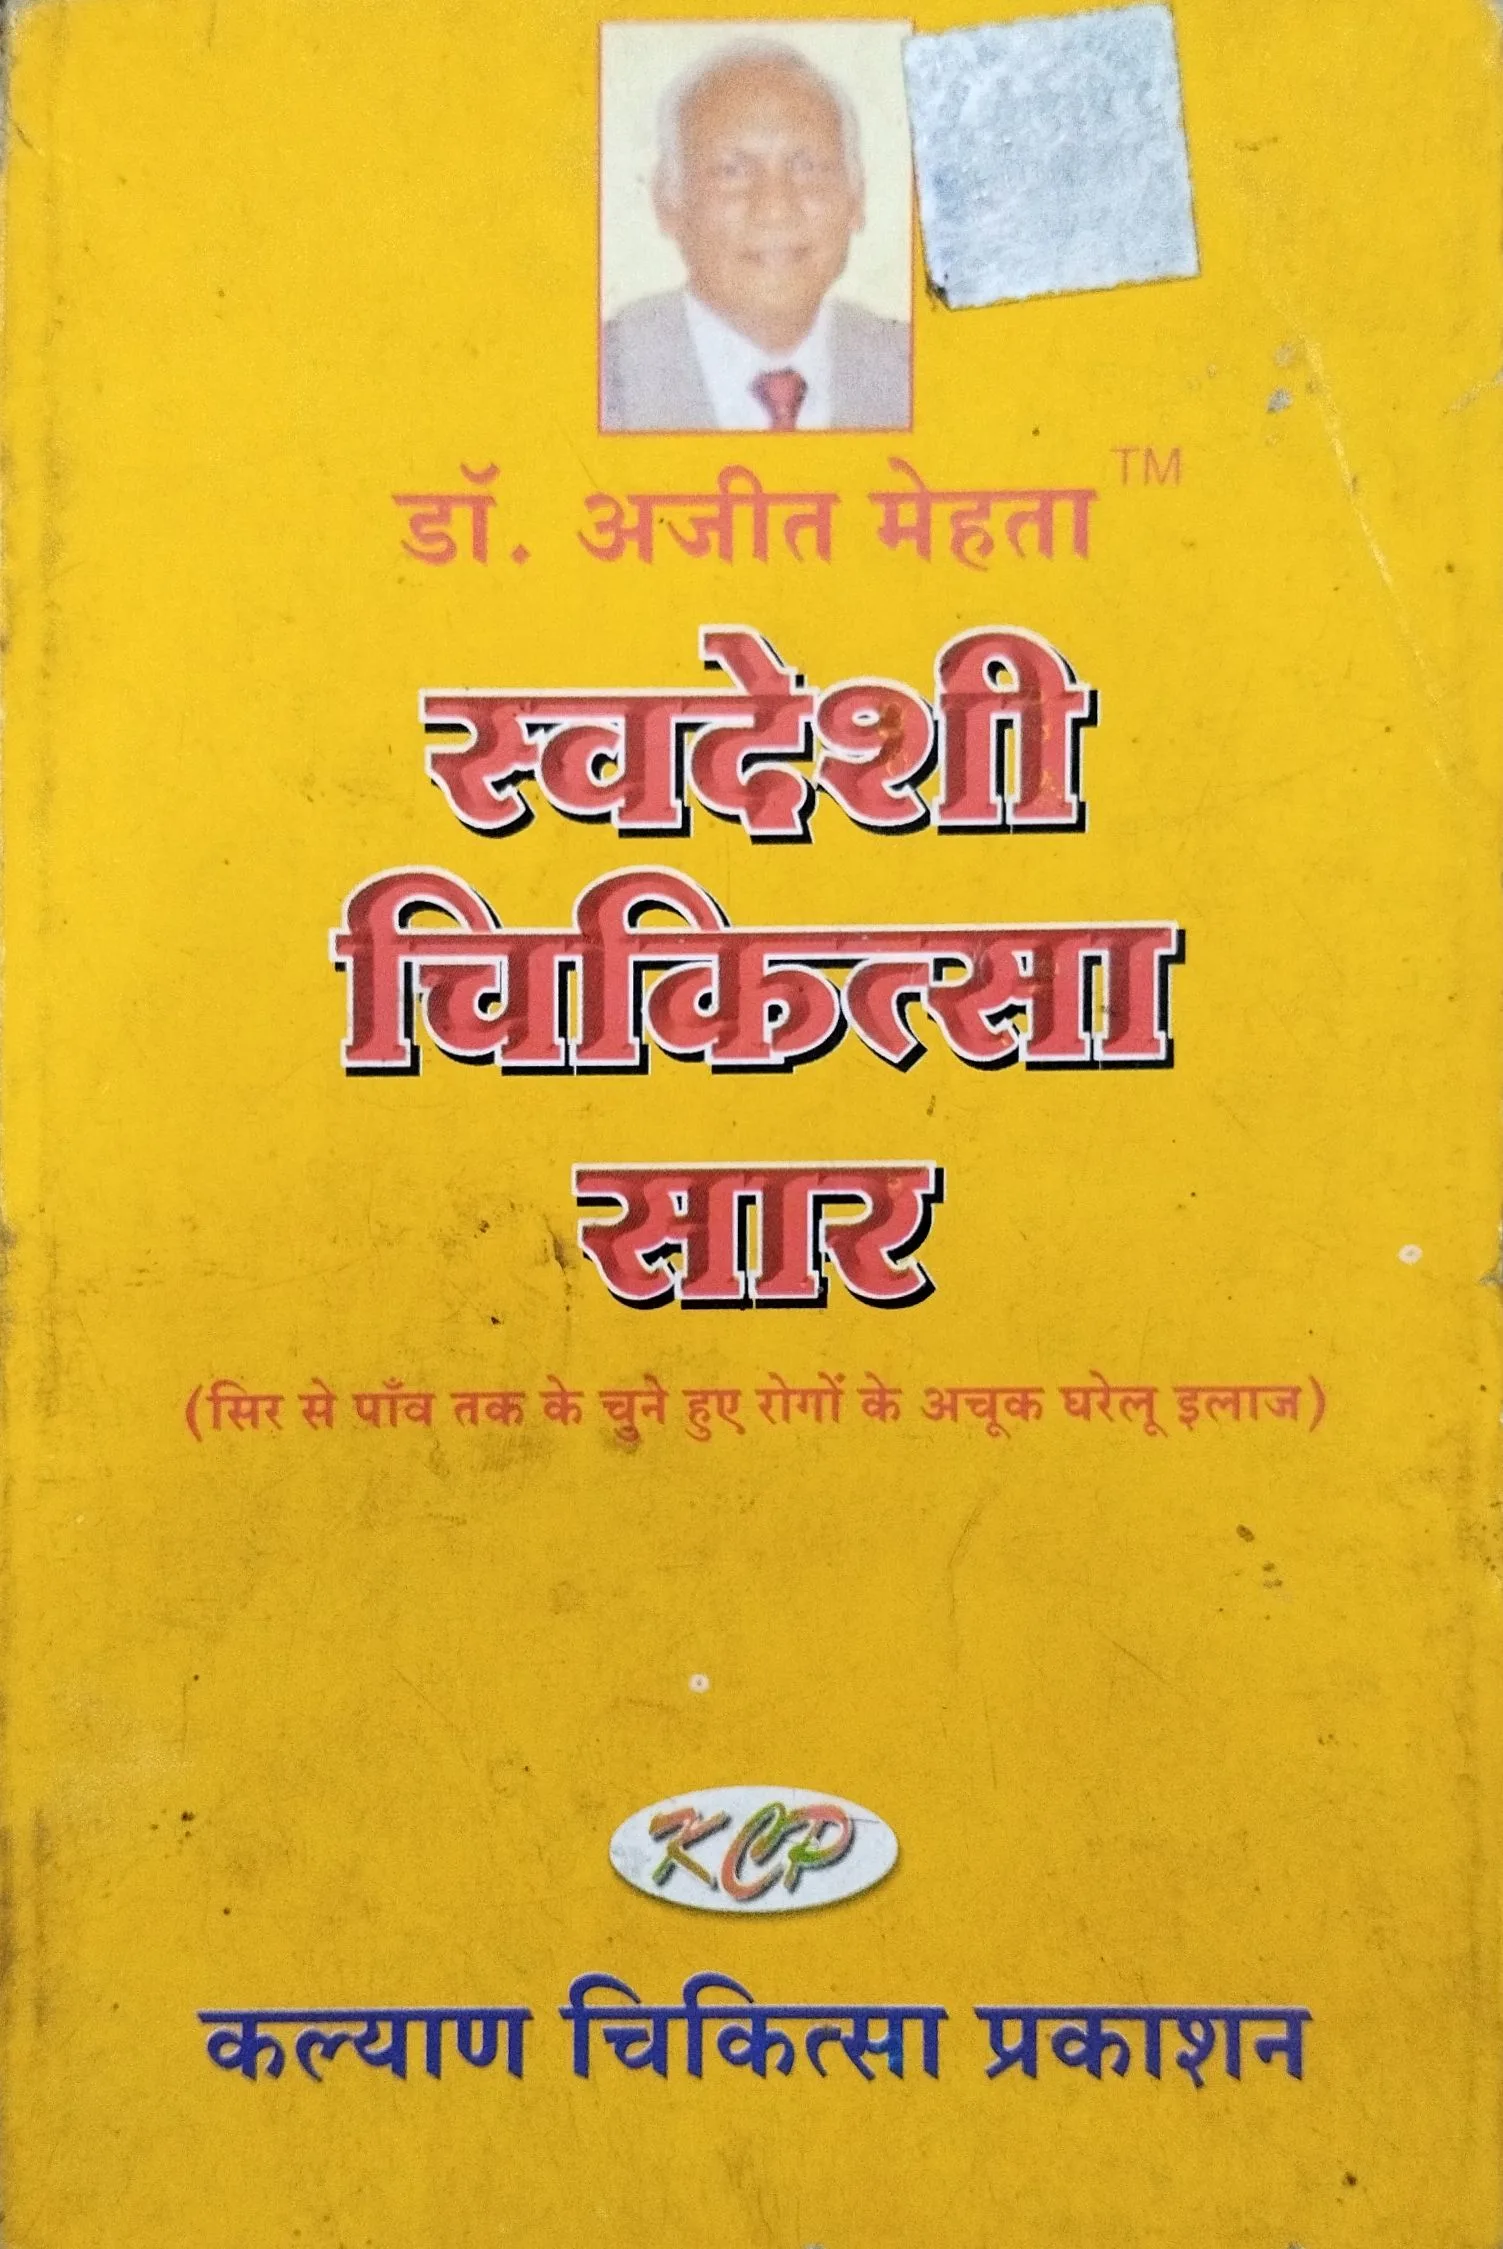 डॉ. अजीत मेहता TM
स्वदेशी
चिकित्सा
सार
(सिर से पाँव तक के चुने हुए रोगों के अचूक घरेलू इलाज)
KCP
कल्याण चिकित्सा प्रकाशन